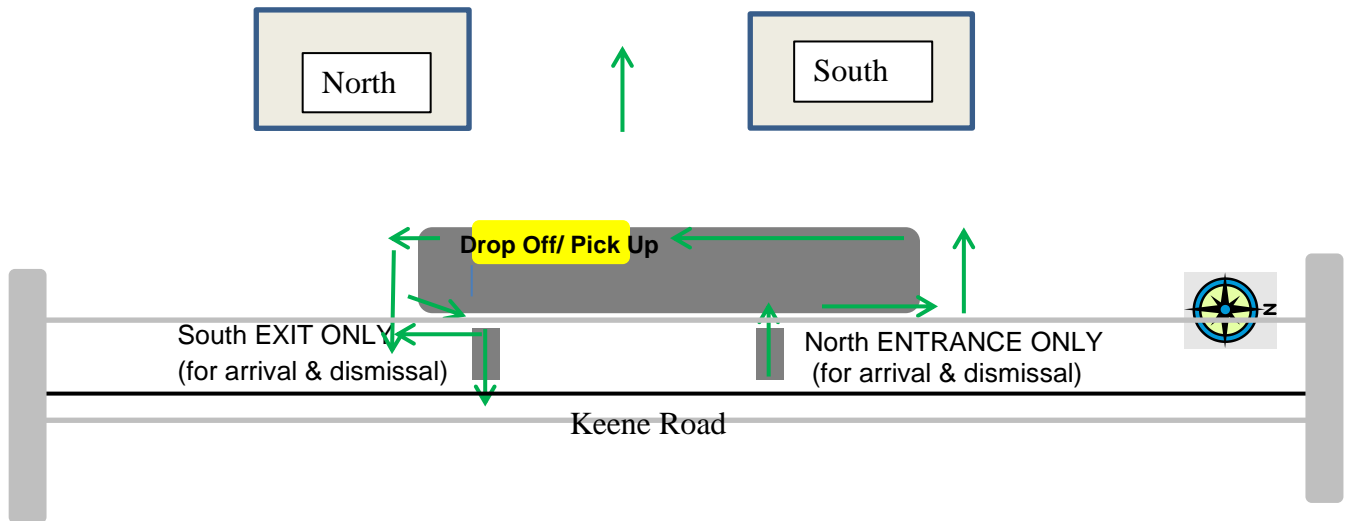 North
South
Drop Off/ Pick Up
South EXIT ONLY
(for arrival & dismissal)
North ENTRANCE ONLY
(for arrival & dismissal)
N
Keene Road